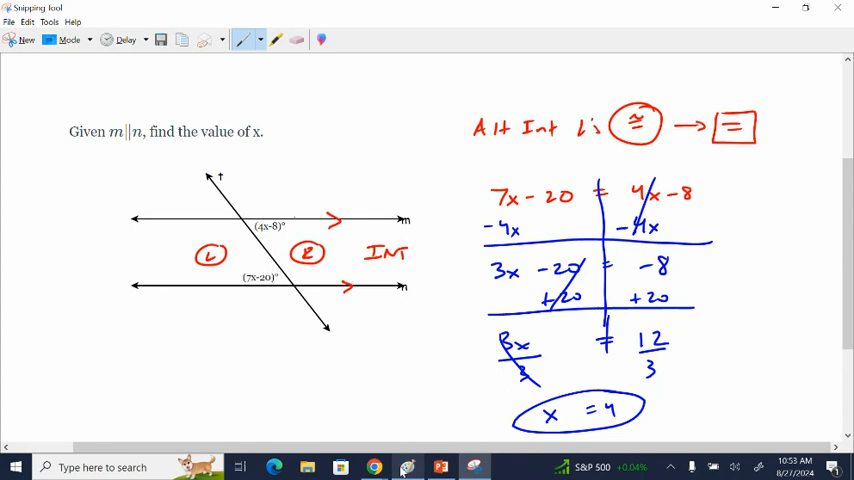 Snipping Tool
File Edit Tools Help
New Mode Delay
Given m||n, find the value of x.
t
(4x-8)°
m
L R INT
(7x-20)°
n
Alt Int ∠'s ≅ → =
7x - 20 = 4x - 8
-4x -4x
3x - 20 = -8
+20 +20
3x = 12
3 3
x = 4
Type here to search
S&P 500 +0.04%
10:53 AM
8/27/2024
1